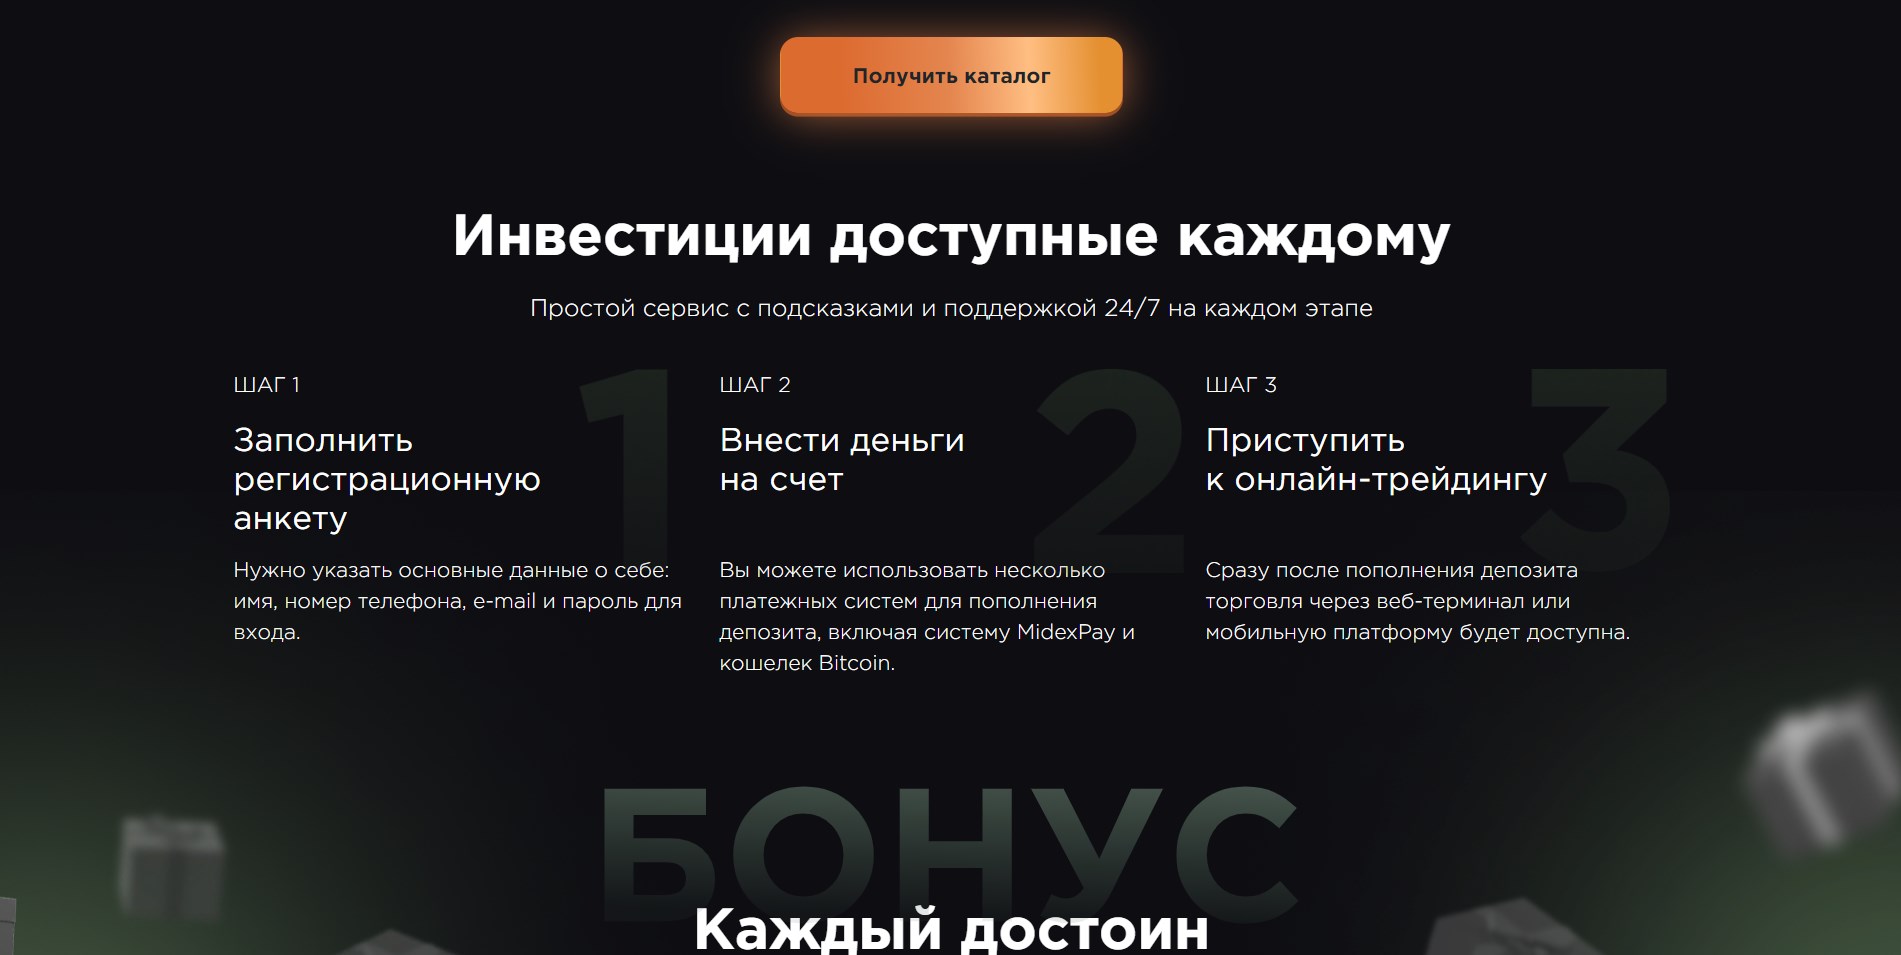 Получить каталог
Инвестиции доступные каждому
Простой сервис с подсказками и поддержкой 24/7 на каждом этапе
1
ШАГ 1
Заполнить
регистрационную
анкету
Нужно указать основные данные о себе:
имя, номер телефона, e-mail и пароль для
входа.
2
ШАГ 2
Внести деньги
на счет
Вы можете использовать несколько
платежных систем для пополнения
депозита, включая систему MidexPay и
кошелек Bitcoin.
3
ШАГ 3
Приступить
к онлайн-трейдингу
Сразу после пополнения депозита
торговля через веб-терминал или
мобильную платформу будет доступна.
БОНУС
Каждый достоин